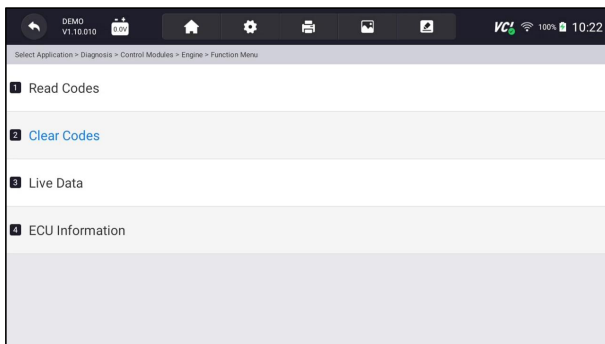 DEMO
V1.10.010
0.0V
VCI 100% 10:22
Select Application > Diagnosis > Control Modules > Engine > Function Menu
1 Read Codes
2 Clear Codes
3 Live Data
4 ECU Information